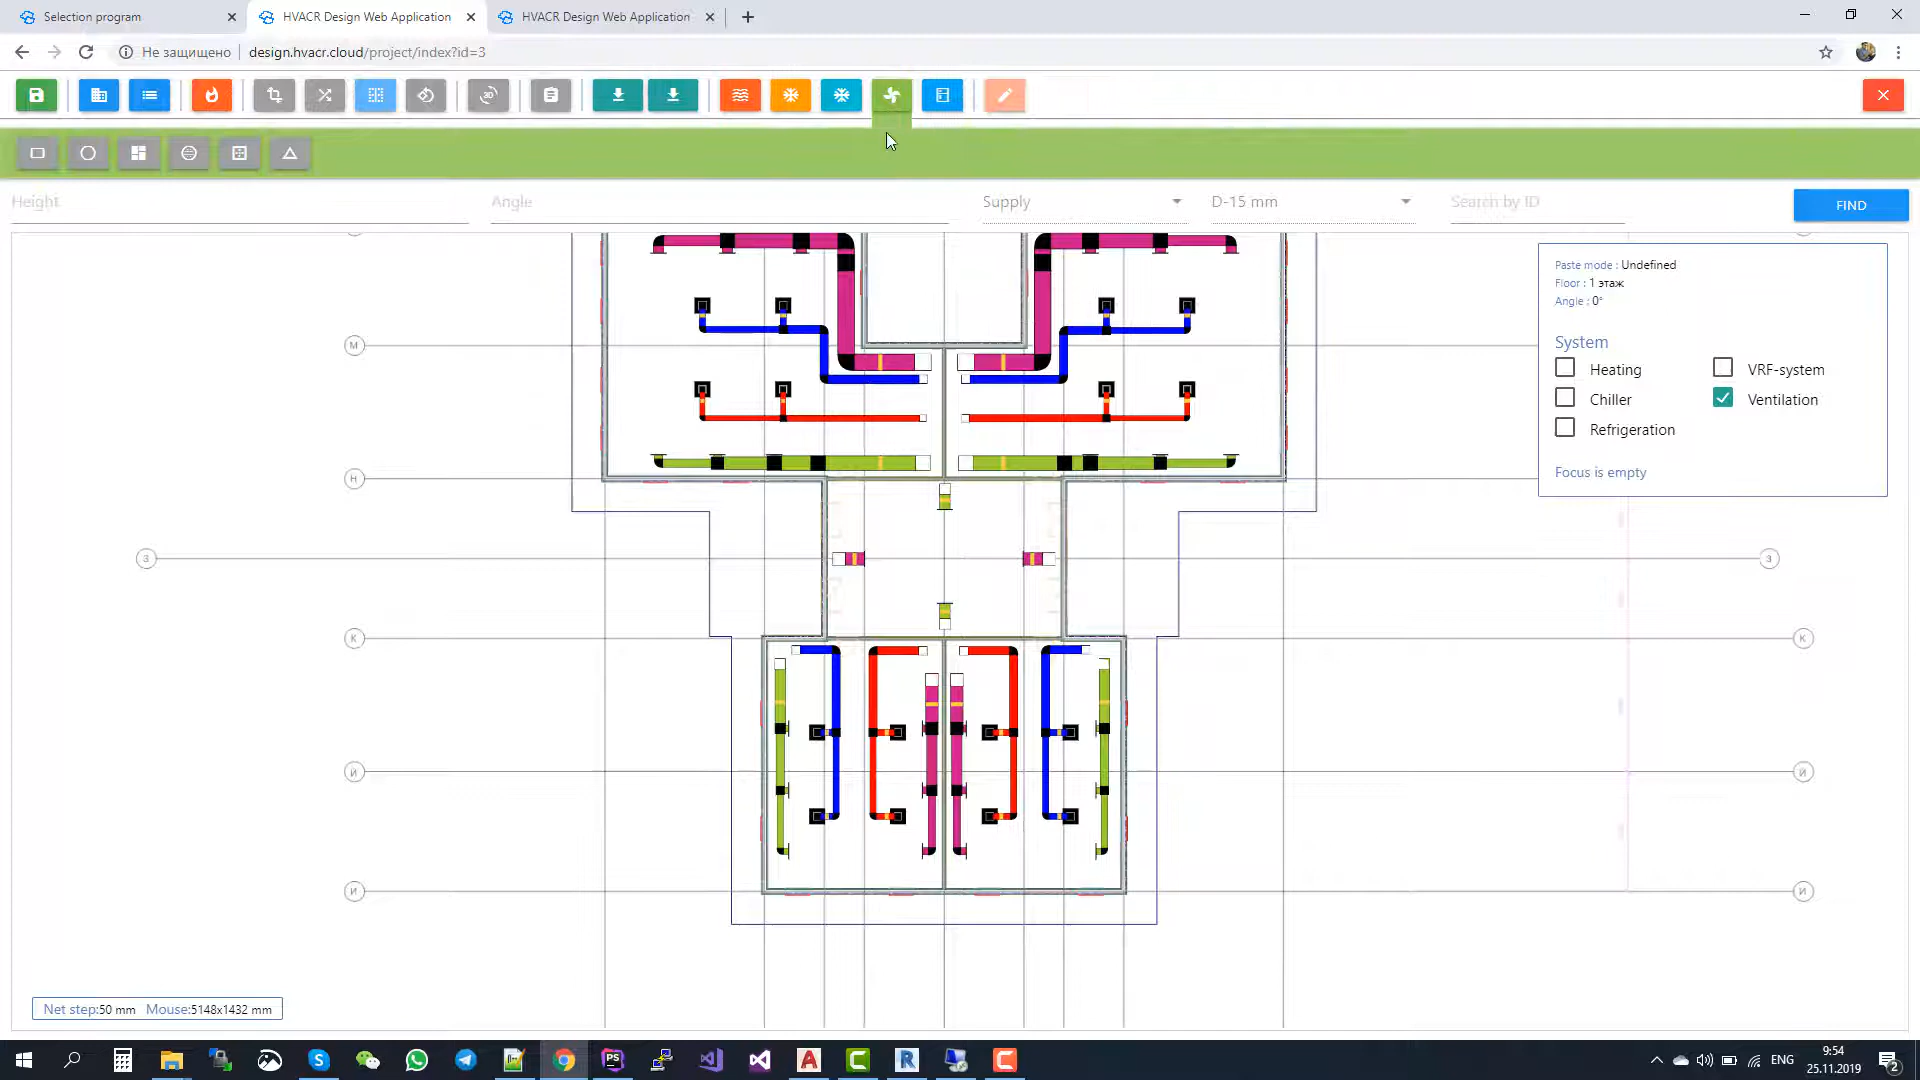 Selection program
HVACR Design Web Application
HVACR Design Web Application
Не защищено
design.hvacr.cloud/project/index?id=3
3D
Height
Angle
Supply
D-15 mm
Search by ID
FIND
Paste mode : Undefined
Floor : 1 этаж
Angle : 0°
System
Heating
VRF-system
Chiller
Ventilation
Refrigeration
Focus is empty
М
Н
3
3
К
К
Й
Й
И
И
Net step:50 mm Mouse:5148x1432 mm
PS
A
C
R
C
ENG
9:54
25.11.2019
2